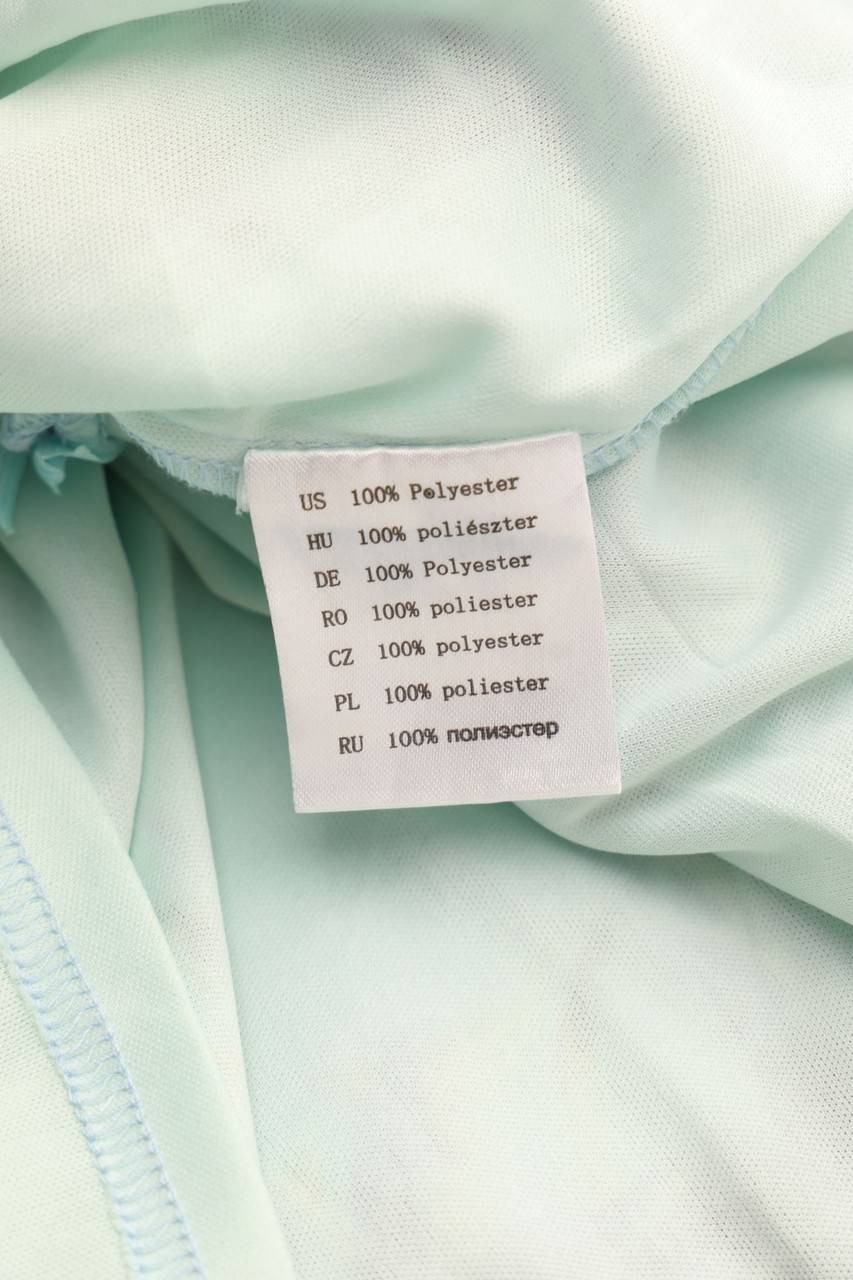 US 100% Polyester
HU 100% poliészter
DE 100% Polyester
RO 100% poliester
CZ 100% polyester
PL 100% poliester
RU 100% полиэстер